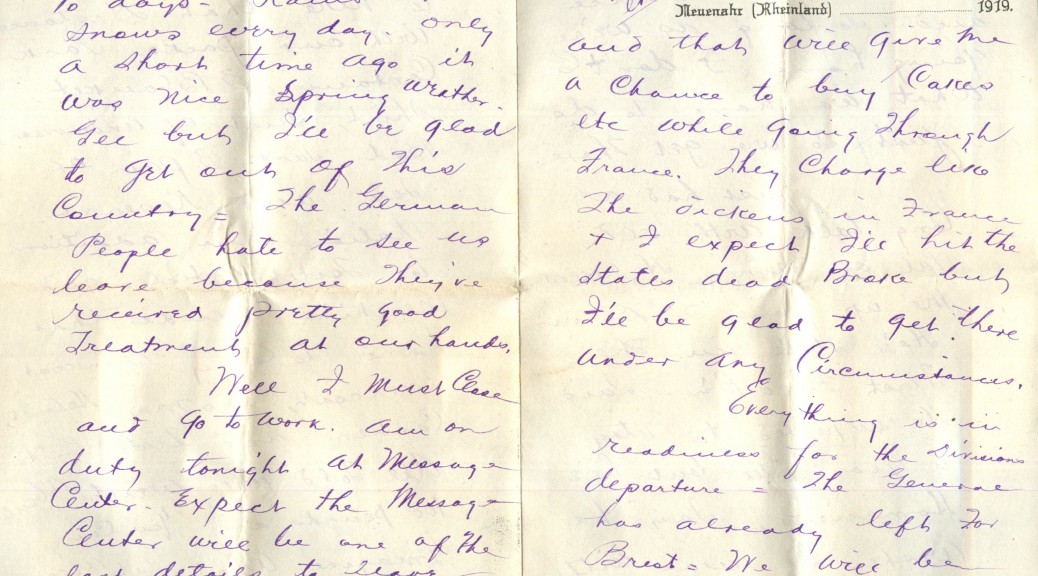 10 days - Rains
Snows every day only
a short time ago it
was nice Spring Weather.
Gee but I'll be glad
to get out of This
Country = The German
People hate to see us
leave because They've
received pretty good
Treatment at our hands.
Well I must Close
and go to work. am on
duty tonight at Message
Center. Expect the Message
Center will be one of The
last details to leave
Neuenahr (Rheinland) 1919.
and that will give me
a Chance to buy Cakes
etc while going Through
France. They Charge like
The Dickens in France
+ I expect I'll hit the
States dead Broke but
I'll be glad to get there
under any Circumstances.
Everything is in
readiness for the Divisions
departure = The General
has already left For
Brest = We will be